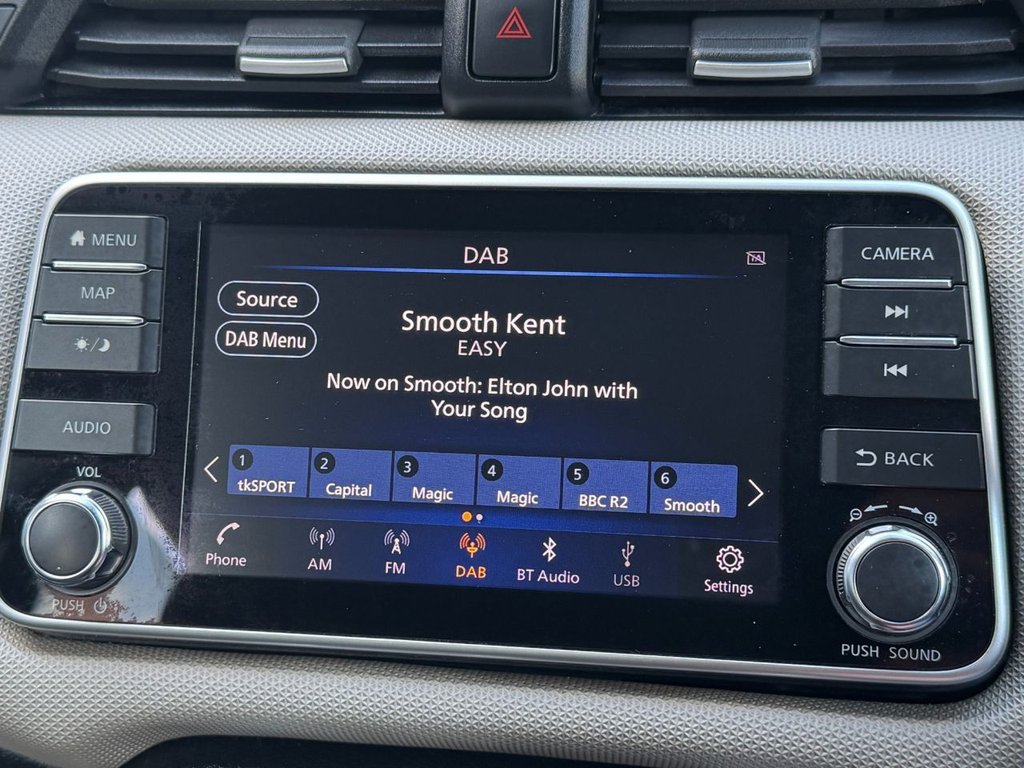 MENU
MAP
AUDIO
VOL
PUSH
DAB
TA
Source
DAB Menu
Smooth Kent
EASY
Now on Smooth: Elton John with
Your Song
1
tkSPORT
2
Capital
3
Magic
4
Magic
5
BBC R2
6
Smooth
Phone
AM
FM
DAB
BT Audio
USB
Settings
CAMERA
BACK
PUSH SOUND